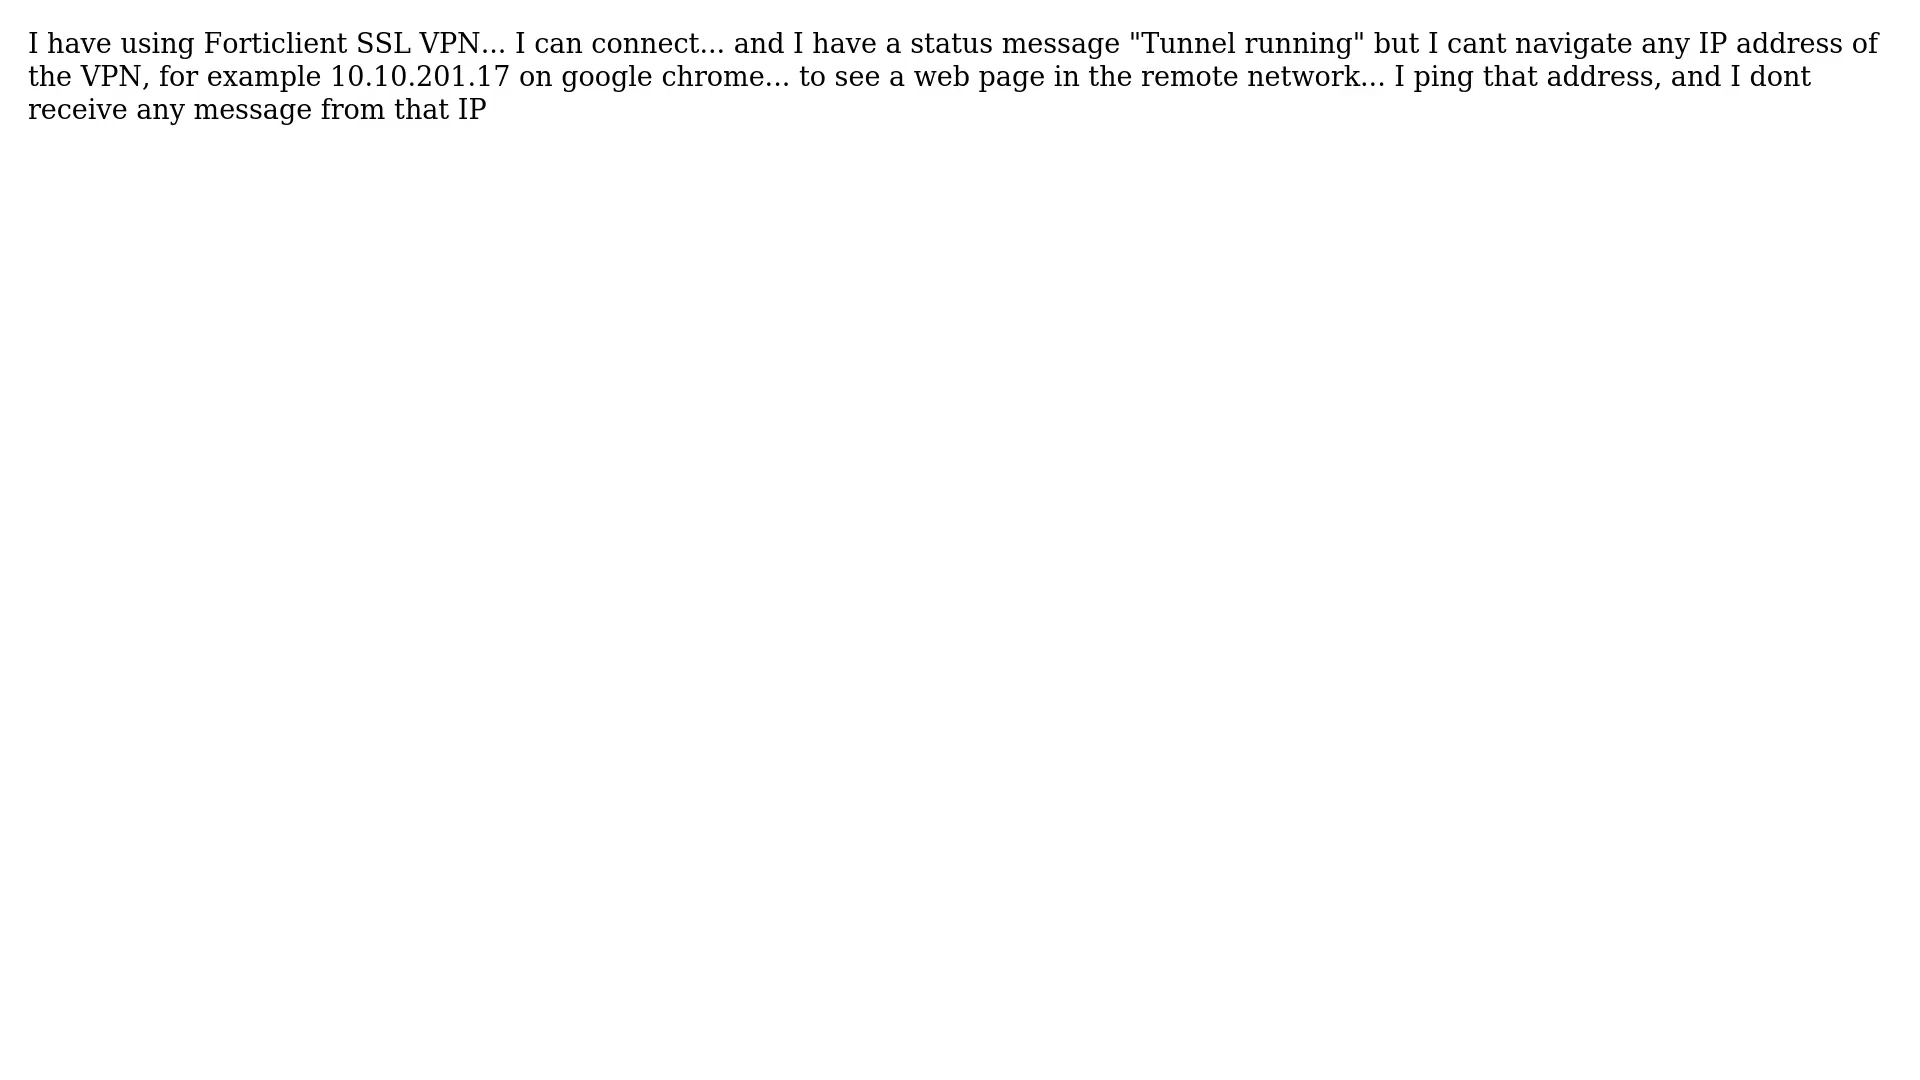 I have using Forticlient SSL VPN... I can connect... and I have a status message "Tunnel running" but I cant navigate any IP address of
the VPN, for example 10.10.201.17 on google chrome... to see a web page in the remote network... I ping that address, and I dont
receive any message from that IP